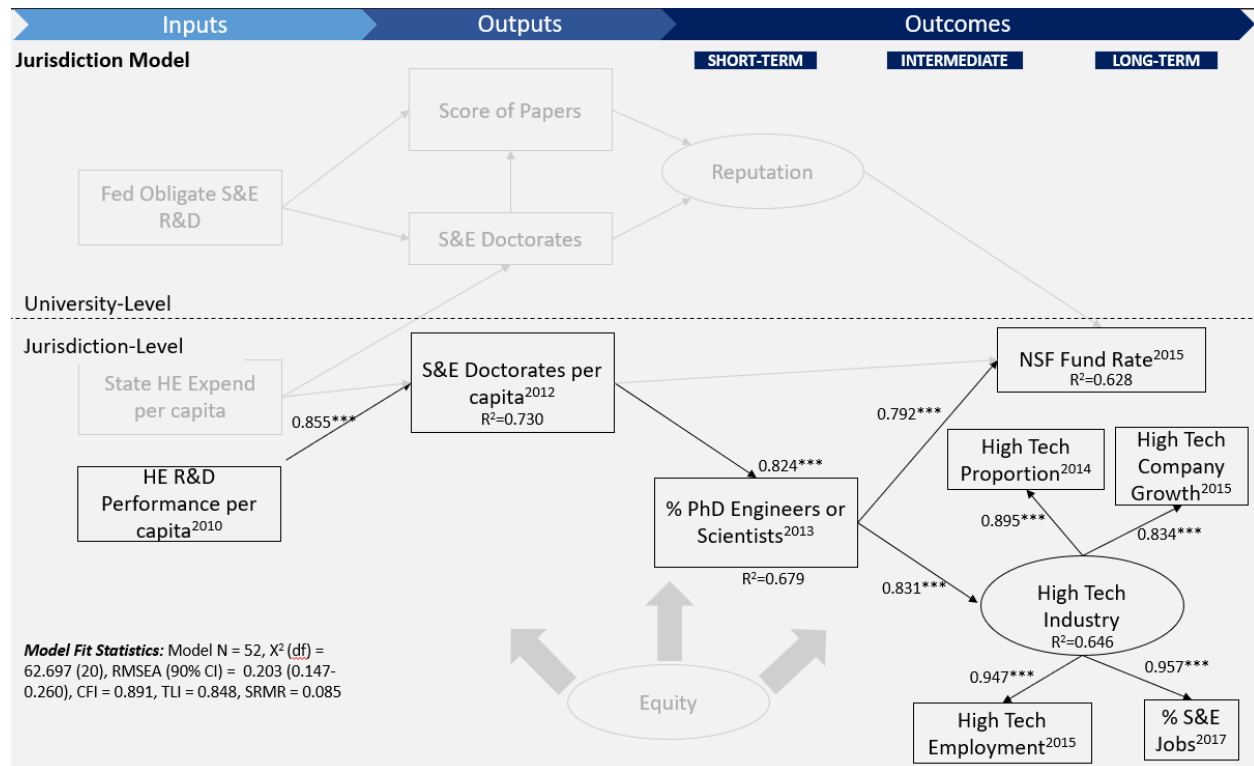 Inputs
Outputs
Outcomes
Jurisdiction Model
SHORT-TERM
INTERMEDIATE
LONG-TERM
Score of Papers
Reputation
Fed Obligate S&E
R&D
S&E Doctorates
University-Level
Jurisdiction-Level
State HE Expend
per capita
S&E Doctorates per
capita2012
R2=0.730
NSF Fund Rate2015
R2=0.628
0.855***
0.792***
HE R&D
Performance per
capita2010
0.824***
% PhD Engineers or
Scientists2013
R2=0.679
High Tech
Proportion2014
High Tech
Company
Growth2015
0.895***
0.834***
0.831***
High Tech
Industry
R2=0.646
Model Fit Statistics: Model N = 52, X2 (df) =
62.697 (20), RMSEA (90% CI) = 0.203 (0.147-
0.260), CFI = 0.891, TLI = 0.848, SRMR = 0.085
Equity
0.947***
0.957***
High Tech
Employment2015
% S&E
Jobs2017